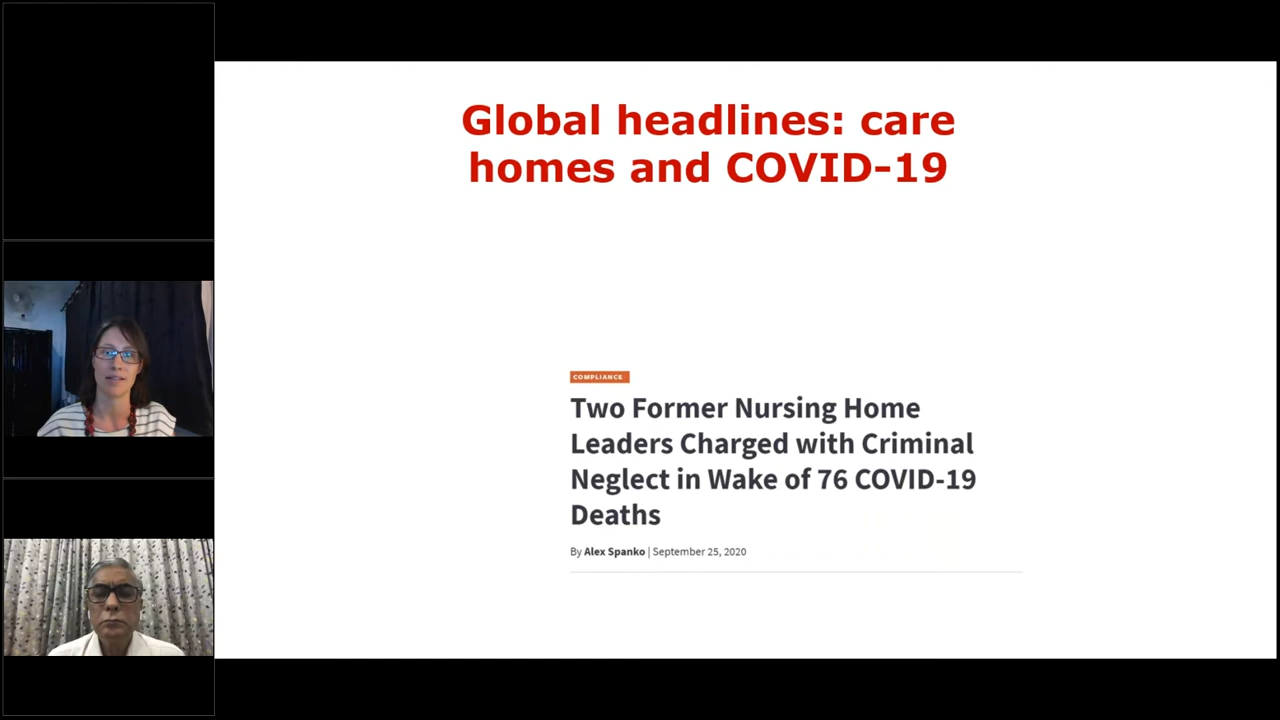 Global headlines: care
homes and COVID-19
COMPLIANCE
Two Former Nursing Home
Leaders Charged with Criminal
Neglect in Wake of 76 COVID-19
Deaths
By Alex Spanko | September 25, 2020